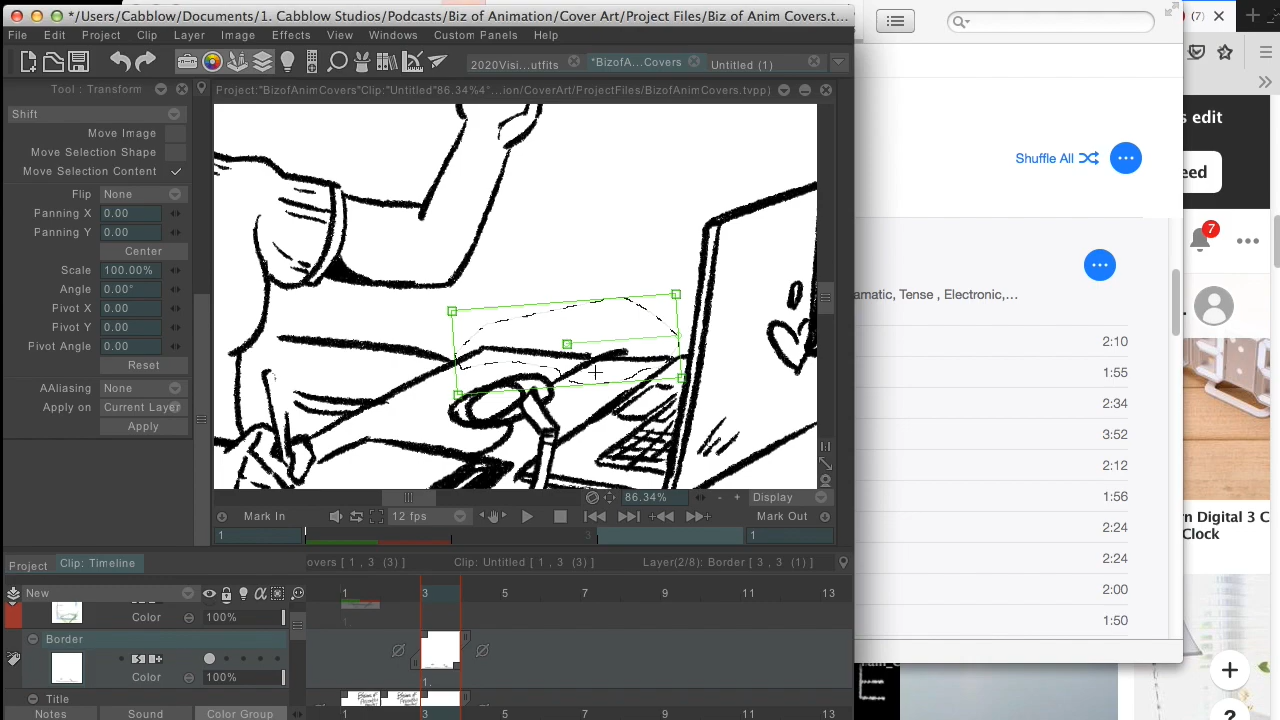 */Users/Cabblow/Documents/1. Cabblow Studios/Podcasts/Biz of Animation/Cover Art/Project Files/Biz of Anim Covers.t...
File Edit Project Clip Layer Image Effects View Windows Custom Panels Help
2020Visi...utfits *BizofA...Covers Untitled (1)
Tool : Transform
Project:"BizofAnimCovers"Clip:"Untitled"86.34%4°...ion/CoverArt/ProjectFiles/BizofAnimCovers.tvpp)
Shift
Move Image
Move Selection Shape
Move Selection Content
Flip None
Panning X 0.00
Panning Y 0.00
Center
Scale 100.00%
Angle 0.00°
Pivot X 0.00
Pivot Y 0.00
Pivot Angle 0.00
Reset
AAliasing None
Apply on Current Layer
Apply
86.34% - + Display
Mark In 12 fps Mark Out
1 3 1
Project Clip: Timeline overs [ 1 , 3 (3) ] Clip: Untitled [ 1 , 3 (3) ] Layer(2/8): Border [ 3 , 3 (1) ]
New 1 3 5 7 9 11 13
Color 100%
1.
Border
Color 100%
1.
Title
Notes Sound Color Group 1 3 5 7 9 11 13
Shuffle All
amatic, Tense , Electronic,...
2:10
1:55
2:34
3:52
2:12
1:56
2:24
2:24
2:00
1:50
(7)
s edit
eed
7
rn Digital 3 C
Clock
+
?